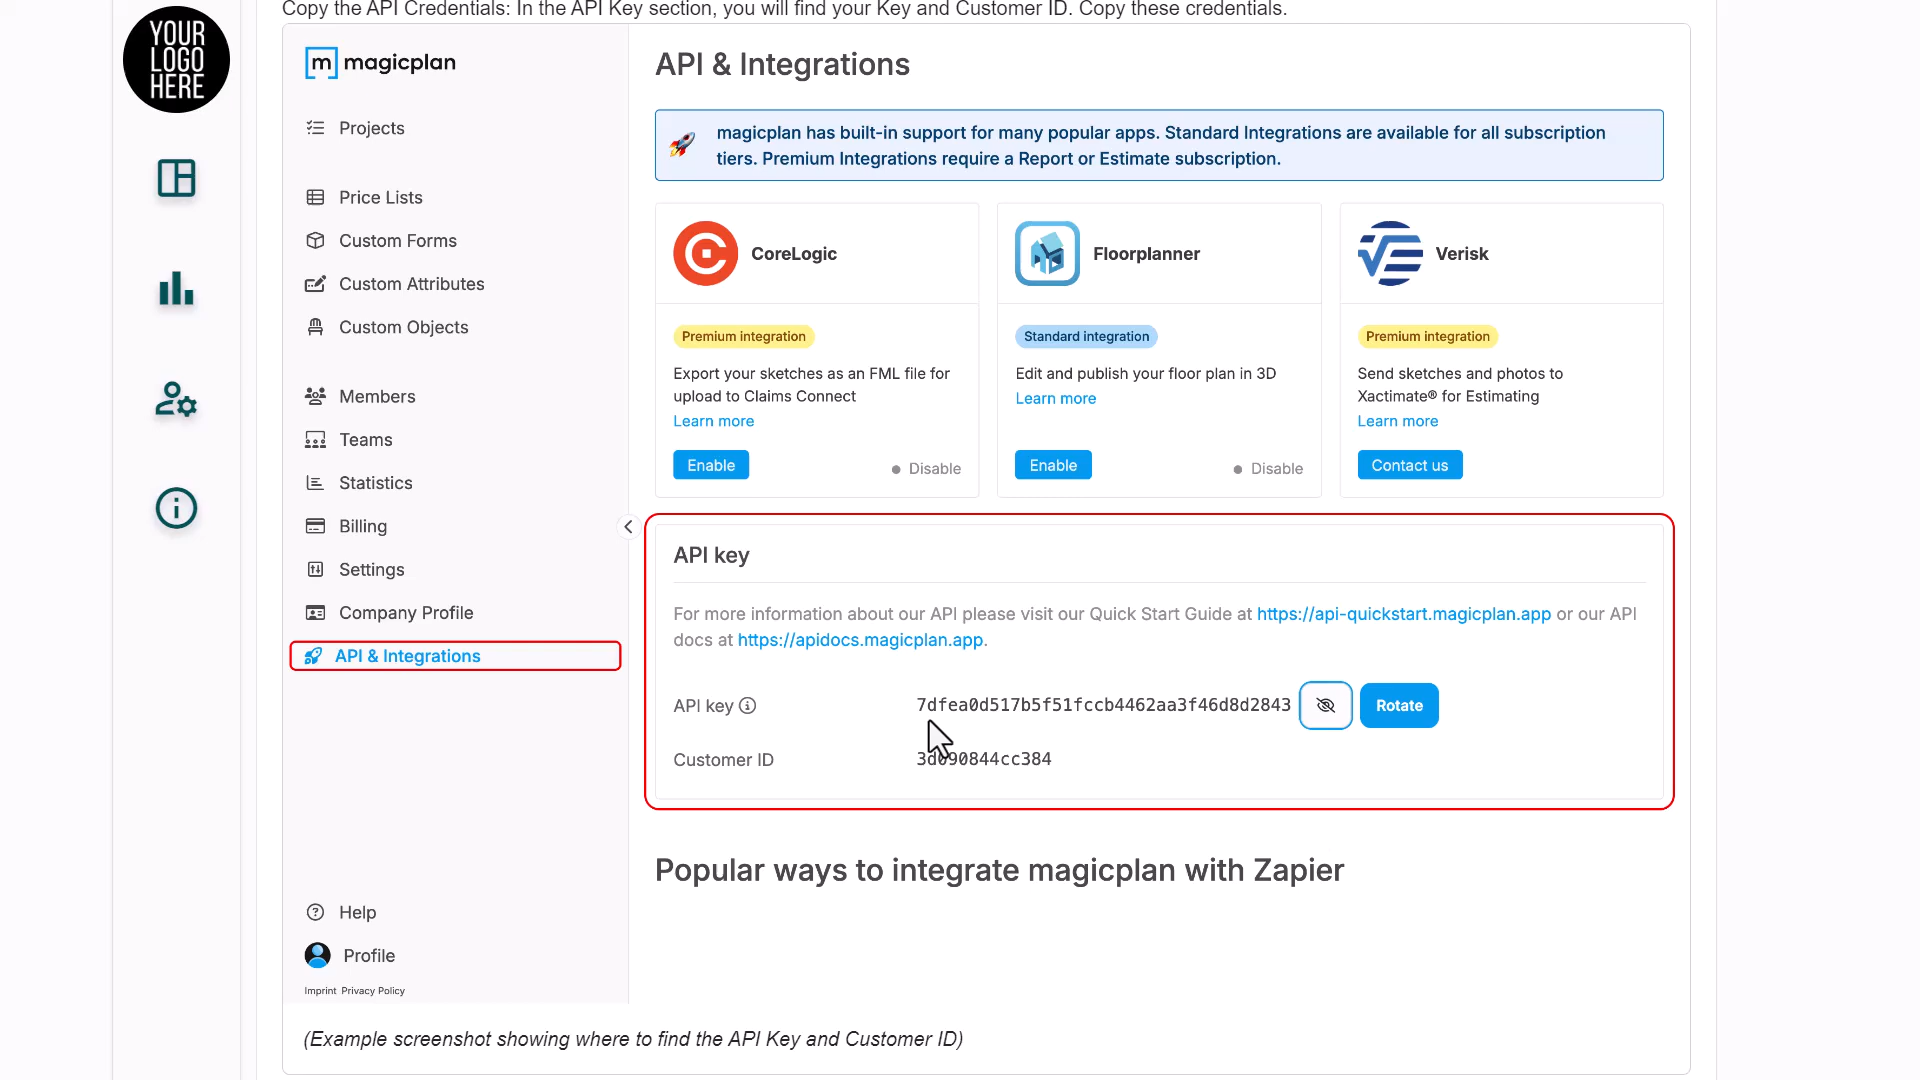 Copy the API Credentials: In the API Key section, you will find your Key and Customer ID. Copy these credentials.
YOUR
LOGO
HERE
m magicplan
Projects
Price Lists
Custom Forms
Custom Attributes
Custom Objects
Members
Teams
Statistics
Billing
Settings
Company Profile
API & Integrations
Help
Profile
Imprint Privacy Policy
API & Integrations
magicplan has built-in support for many popular apps. Standard Integrations are available for all subscription
tiers. Premium Integrations require a Report or Estimate subscription.
CoreLogic
Premium integration
Export your sketches as an FML file for
upload to Claims Connect
Learn more
Enable
Disable
Floorplanner
Standard integration
Edit and publish your floor plan in 3D
Learn more
Enable
Disable
Verisk
Premium integration
Send sketches and photos to
Xactimate® for Estimating
Learn more
Contact us
API key
For more information about our API please visit our Quick Start Guide at https://api-quickstart.magicplan.app or our API
docs at https://apidocs.magicplan.app.
API key 7dfea0d517b5f51fccb4462aa3f46d8d2843 Rotate
Customer ID 3d090844cc384
Popular ways to integrate magicplan with Zapier
(Example screenshot showing where to find the API Key and Customer ID)